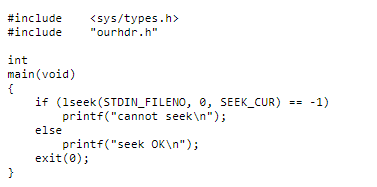 #include    <sys/types.h>
#include    "ourhdr.h"

int
main(void)
{
    if (lseek(STDIN_FILENO, 0, SEEK_CUR) == -1)
        printf("cannot seek\n");
    else
        printf("seek OK\n");
    exit(0);
}